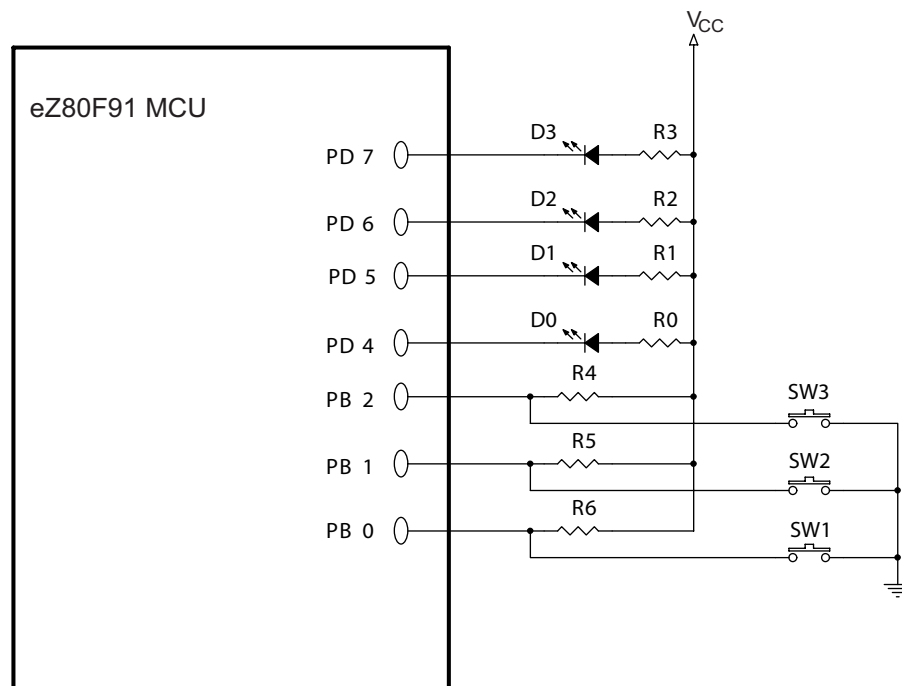 VCC
eZ80F91 MCU
PD 7
D3
R3
PD 6
D2
R2
PD 5
D1
R1
PD 4
D0
R0
PB 2
R4
SW3
PB 1
R5
SW2
PB 0
R6
SW1